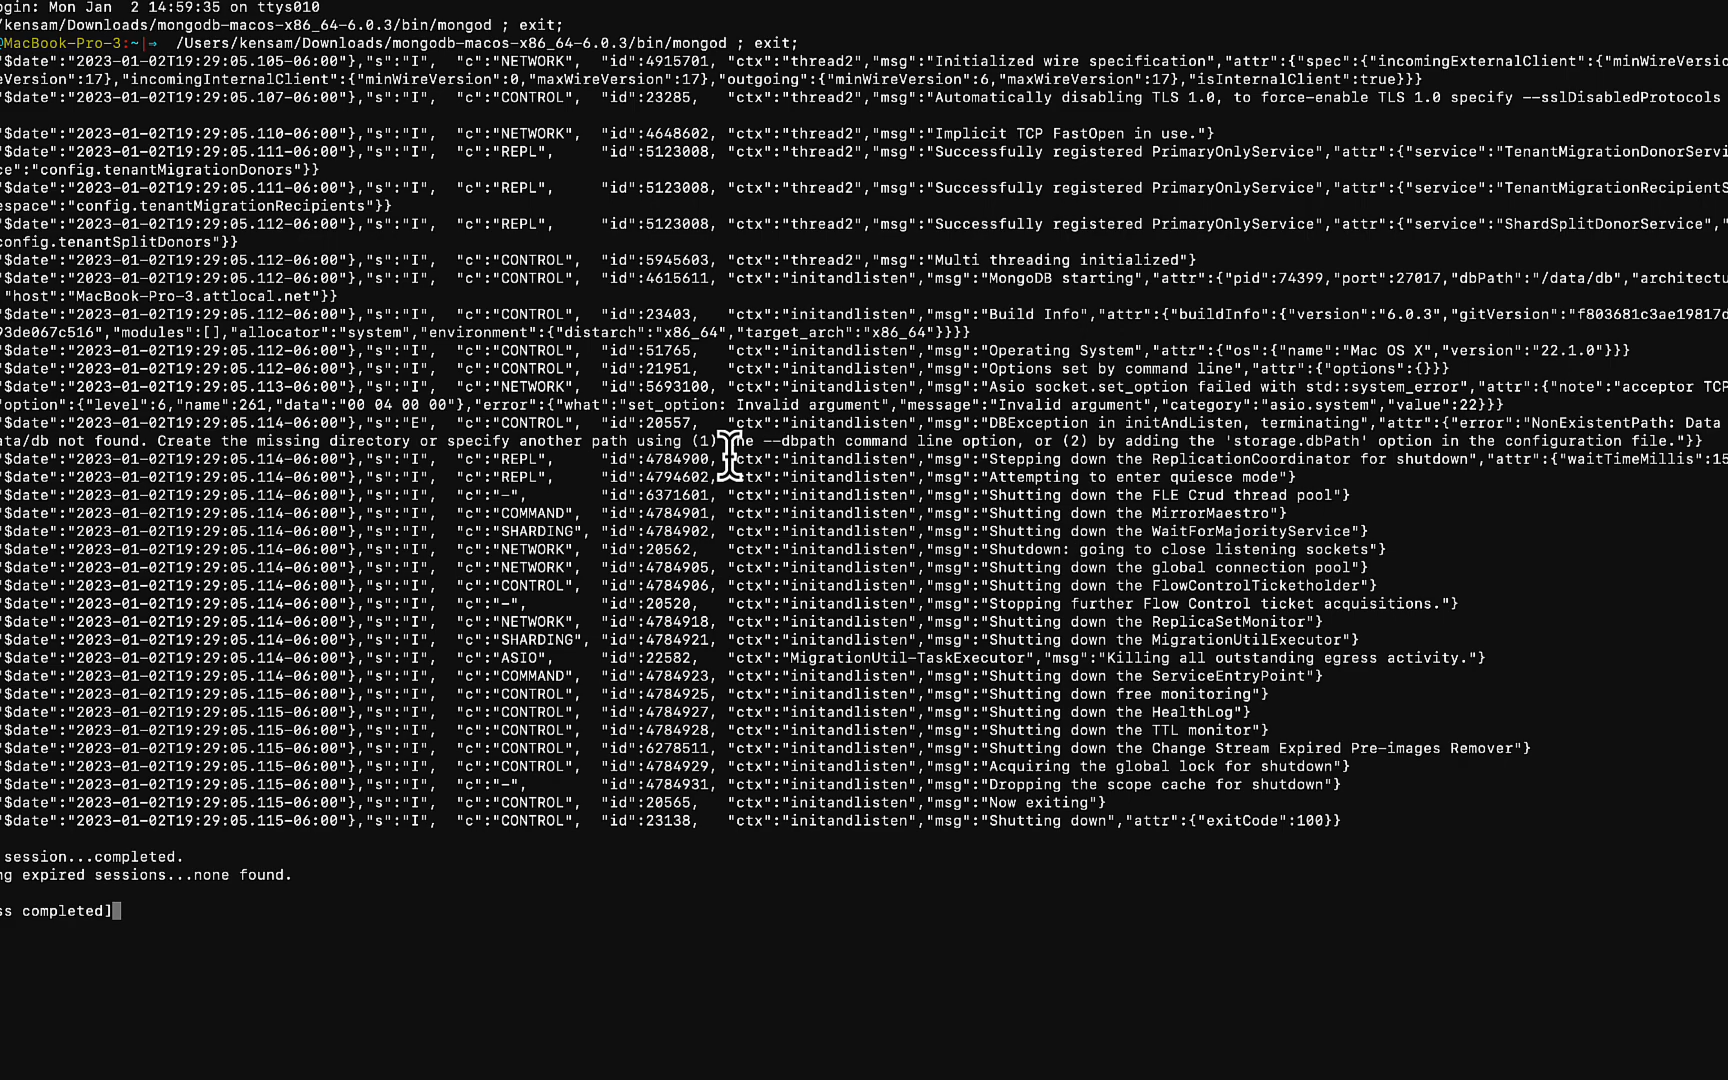 ogin: Mon Jan  2 14:59:35 on ttys010
/kensam/Downloads/mongodb-macos-x86_64-6.0.3/bin/mongod ; exit;
@MacBook-Pro-3:~|⇒  /Users/kensam/Downloads/mongodb-macos-x86_64-6.0.3/bin/mongod ; exit;
"$date":"2023-01-02T19:29:05.105-06:00"},"s":"I",  "c":"NETWORK",  "id":4915701, "ctx":"thread2","msg":"Initialized wire specification","attr":{"spec":{"incomingExternalClient":{"minWireVersio
eVersion":17},"incomingInternalClient":{"minWireVersion":0,"maxWireVersion":17},"outgoing":{"minWireVersion":6,"maxWireVersion":17},"isInternalClient":true}}}
"$date":"2023-01-02T19:29:05.107-06:00"},"s":"I",  "c":"CONTROL",  "id":23285,   "ctx":"thread2","msg":"Automatically disabling TLS 1.0, to force-enable TLS 1.0 specify --sslDisabledProtocols
"$date":"2023-01-02T19:29:05.110-06:00"},"s":"I",  "c":"NETWORK",  "id":4648602, "ctx":"thread2","msg":"Implicit TCP FastOpen in use."}
"$date":"2023-01-02T19:29:05.111-06:00"},"s":"I",  "c":"REPL",     "id":5123008, "ctx":"thread2","msg":"Successfully registered PrimaryOnlyService","attr":{"service":"TenantMigrationDonorServi
ce":"config.tenantMigrationDonors"}}
"$date":"2023-01-02T19:29:05.111-06:00"},"s":"I",  "c":"REPL",     "id":5123008, "ctx":"thread2","msg":"Successfully registered PrimaryOnlyService","attr":{"service":"TenantMigrationRecipientS
espace":"config.tenantMigrationRecipients"}}
"$date":"2023-01-02T19:29:05.112-06:00"},"s":"I",  "c":"REPL",     "id":5123008, "ctx":"thread2","msg":"Successfully registered PrimaryOnlyService","attr":{"service":"ShardSplitDonorService","
config.tenantSplitDonors"}}
"$date":"2023-01-02T19:29:05.112-06:00"},"s":"I",  "c":"CONTROL",  "id":5945603, "ctx":"thread2","msg":"Multi threading initialized"}
"$date":"2023-01-02T19:29:05.112-06:00"},"s":"I",  "c":"CONTROL",  "id":4615611, "ctx":"initandlisten","msg":"MongoDB starting","attr":{"pid":74399,"port":27017,"dbPath":"/data/db","architectu
"host":"MacBook-Pro-3.attlocal.net"}}
"$date":"2023-01-02T19:29:05.112-06:00"},"s":"I",  "c":"CONTROL",  "id":23403,   "ctx":"initandlisten","msg":"Build Info","attr":{"buildInfo":{"version":"6.0.3","gitVersion":"f803681c3ae19817d
93de067c516","modules":[],"allocator":"system","environment":{"distarch":"x86_64","target_arch":"x86_64"}}}}
"$date":"2023-01-02T19:29:05.112-06:00"},"s":"I",  "c":"CONTROL",  "id":51765,   "ctx":"initandlisten","msg":"Operating System","attr":{"os":{"name":"Mac OS X","version":"22.1.0"}}}
"$date":"2023-01-02T19:29:05.112-06:00"},"s":"I",  "c":"CONTROL",  "id":21951,   "ctx":"initandlisten","msg":"Options set by command line","attr":{"options":{}}}
"$date":"2023-01-02T19:29:05.113-06:00"},"s":"I",  "c":"NETWORK",  "id":5693100, "ctx":"initandlisten","msg":"Asio socket.set_option failed with std::system_error","attr":{"note":"acceptor TCP
"option":{"level":6,"name":261,"data":"00 04 00 00"},"error":{"what":"set_option: Invalid argument","message":"Invalid argument","category":"asio.system","value":22}}}
"$date":"2023-01-02T19:29:05.114-06:00"},"s":"E",  "c":"CONTROL",  "id":20557,   "ctx":"initandlisten","msg":"DBException in initAndListen, terminating","attr":{"error":"NonExistentPath: Data
ata/db not found. Create the missing directory or specify another path using (1) --dbpath command line option, or (2) by adding the 'storage.dbPath' option in the configuration file."}}
"$date":"2023-01-02T19:29:05.114-06:00"},"s":"I",  "c":"REPL",     "id":4784900, "ctx":"initandlisten","msg":"Stepping down the ReplicationCoordinator for shutdown","attr":{"waitTimeMillis":15
"$date":"2023-01-02T19:29:05.114-06:00"},"s":"I",  "c":"REPL",     "id":4794602, "ctx":"initandlisten","msg":"Attempting to enter quiesce mode"}
"$date":"2023-01-02T19:29:05.114-06:00"},"s":"I",  "c":"-",        "id":6371601, "ctx":"initandlisten","msg":"Shutting down the FLE Crud thread pool"}
"$date":"2023-01-02T19:29:05.114-06:00"},"s":"I",  "c":"COMMAND",  "id":4784901, "ctx":"initandlisten","msg":"Shutting down the MirrorMaestro"}
"$date":"2023-01-02T19:29:05.114-06:00"},"s":"I",  "c":"SHARDING", "id":4784902, "ctx":"initandlisten","msg":"Shutting down the WaitForMajorityService"}
"$date":"2023-01-02T19:29:05.114-06:00"},"s":"I",  "c":"NETWORK",  "id":20562,   "ctx":"initandlisten","msg":"Shutdown: going to close listening sockets"}
"$date":"2023-01-02T19:29:05.114-06:00"},"s":"I",  "c":"NETWORK",  "id":4784905, "ctx":"initandlisten","msg":"Shutting down the global connection pool"}
"$date":"2023-01-02T19:29:05.114-06:00"},"s":"I",  "c":"CONTROL",  "id":4784906, "ctx":"initandlisten","msg":"Shutting down the FlowControlTicketholder"}
"$date":"2023-01-02T19:29:05.114-06:00"},"s":"I",  "c":"-",        "id":20520,   "ctx":"initandlisten","msg":"Stopping further Flow Control ticket acquisitions."}
"$date":"2023-01-02T19:29:05.114-06:00"},"s":"I",  "c":"NETWORK",  "id":4784918, "ctx":"initandlisten","msg":"Shutting down the ReplicaSetMonitor"}
"$date":"2023-01-02T19:29:05.114-06:00"},"s":"I",  "c":"SHARDING", "id":4784921, "ctx":"initandlisten","msg":"Shutting down the MigrationUtilExecutor"}
"$date":"2023-01-02T19:29:05.114-06:00"},"s":"I",  "c":"ASIO",     "id":22582,   "ctx":"MigrationUtil-TaskExecutor","msg":"Killing all outstanding egress activity."}
"$date":"2023-01-02T19:29:05.114-06:00"},"s":"I",  "c":"COMMAND",  "id":4784923, "ctx":"initandlisten","msg":"Shutting down the ServiceEntryPoint"}
"$date":"2023-01-02T19:29:05.115-06:00"},"s":"I",  "c":"CONTROL",  "id":4784925, "ctx":"initandlisten","msg":"Shutting down free monitoring"}
"$date":"2023-01-02T19:29:05.115-06:00"},"s":"I",  "c":"CONTROL",  "id":4784927, "ctx":"initandlisten","msg":"Shutting down the HealthLog"}
"$date":"2023-01-02T19:29:05.115-06:00"},"s":"I",  "c":"CONTROL",  "id":4784928, "ctx":"initandlisten","msg":"Shutting down the TTL monitor"}
"$date":"2023-01-02T19:29:05.115-06:00"},"s":"I",  "c":"CONTROL",  "id":6278511, "ctx":"initandlisten","msg":"Shutting down the Change Stream Expired Pre-images Remover"}
"$date":"2023-01-02T19:29:05.115-06:00"},"s":"I",  "c":"CONTROL",  "id":4784929, "ctx":"initandlisten","msg":"Acquiring the global lock for shutdown"}
"$date":"2023-01-02T19:29:05.115-06:00"},"s":"I",  "c":"-",        "id":4784931, "ctx":"initandlisten","msg":"Dropping the scope cache for shutdown"}
"$date":"2023-01-02T19:29:05.115-06:00"},"s":"I",  "c":"CONTROL",  "id":20565,   "ctx":"initandlisten","msg":"Now exiting"}
"$date":"2023-01-02T19:29:05.115-06:00"},"s":"I",  "c":"CONTROL",  "id":23138,   "ctx":"initandlisten","msg":"Shutting down","attr":{"exitCode":100}}
session...completed.
ng expired sessions...none found.
ss completed]